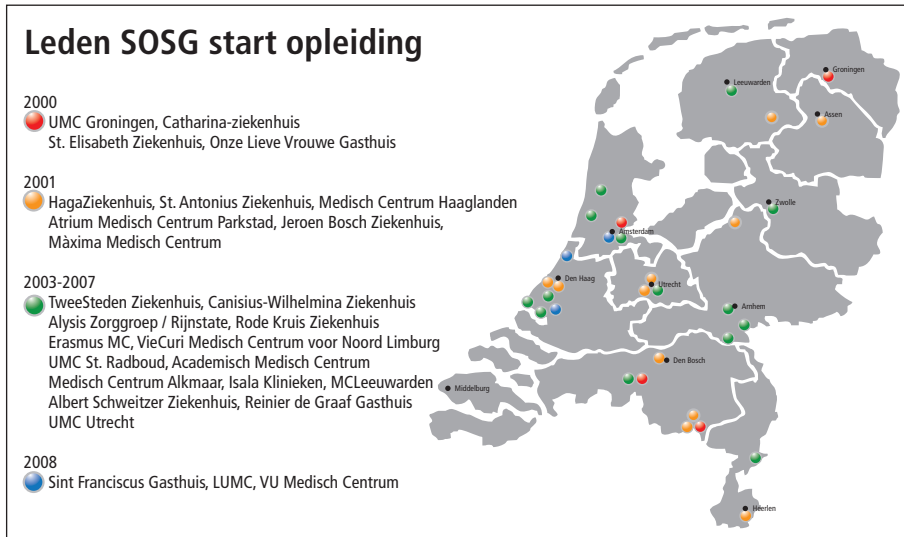 Leden SOSG start opleiding
2000
UMC Groningen, Catharina-ziekenhuis
St. Elisabeth Ziekenhuis, Onze Lieve Vrouwe Gasthuis
2001
HagaZiekenhuis, St. Antonius Ziekenhuis, Medisch Centrum Haaglanden
Atrium Medisch Centrum Parkstad, Jeroen Bosch Ziekenhuis,
Màxima Medisch Centrum
2003-2007
TweeSteden Ziekenhuis, Canisius-Wilhelmina Ziekenhuis
Alysis Zorggroep / Rijnstate, Rode Kruis Ziekenhuis
Erasmus MC, VieCuri Medisch Centrum voor Noord Limburg
UMC St. Radboud, Academisch Medisch Centrum
Medisch Centrum Alkmaar, Isala Klinieken, MCLeeuwarden
Albert Schweitzer Ziekenhuis, Reinier de Graaf Gasthuis
UMC Utrecht
2008
Sint Franciscus Gasthuis, LUMC, VU Medisch Centrum
Groningen
Leeuwarden
Assen
Zwolle
Amsterdam
Den Haag
Utrecht
Arnhem
Den Bosch
Middelburg
Heerlen